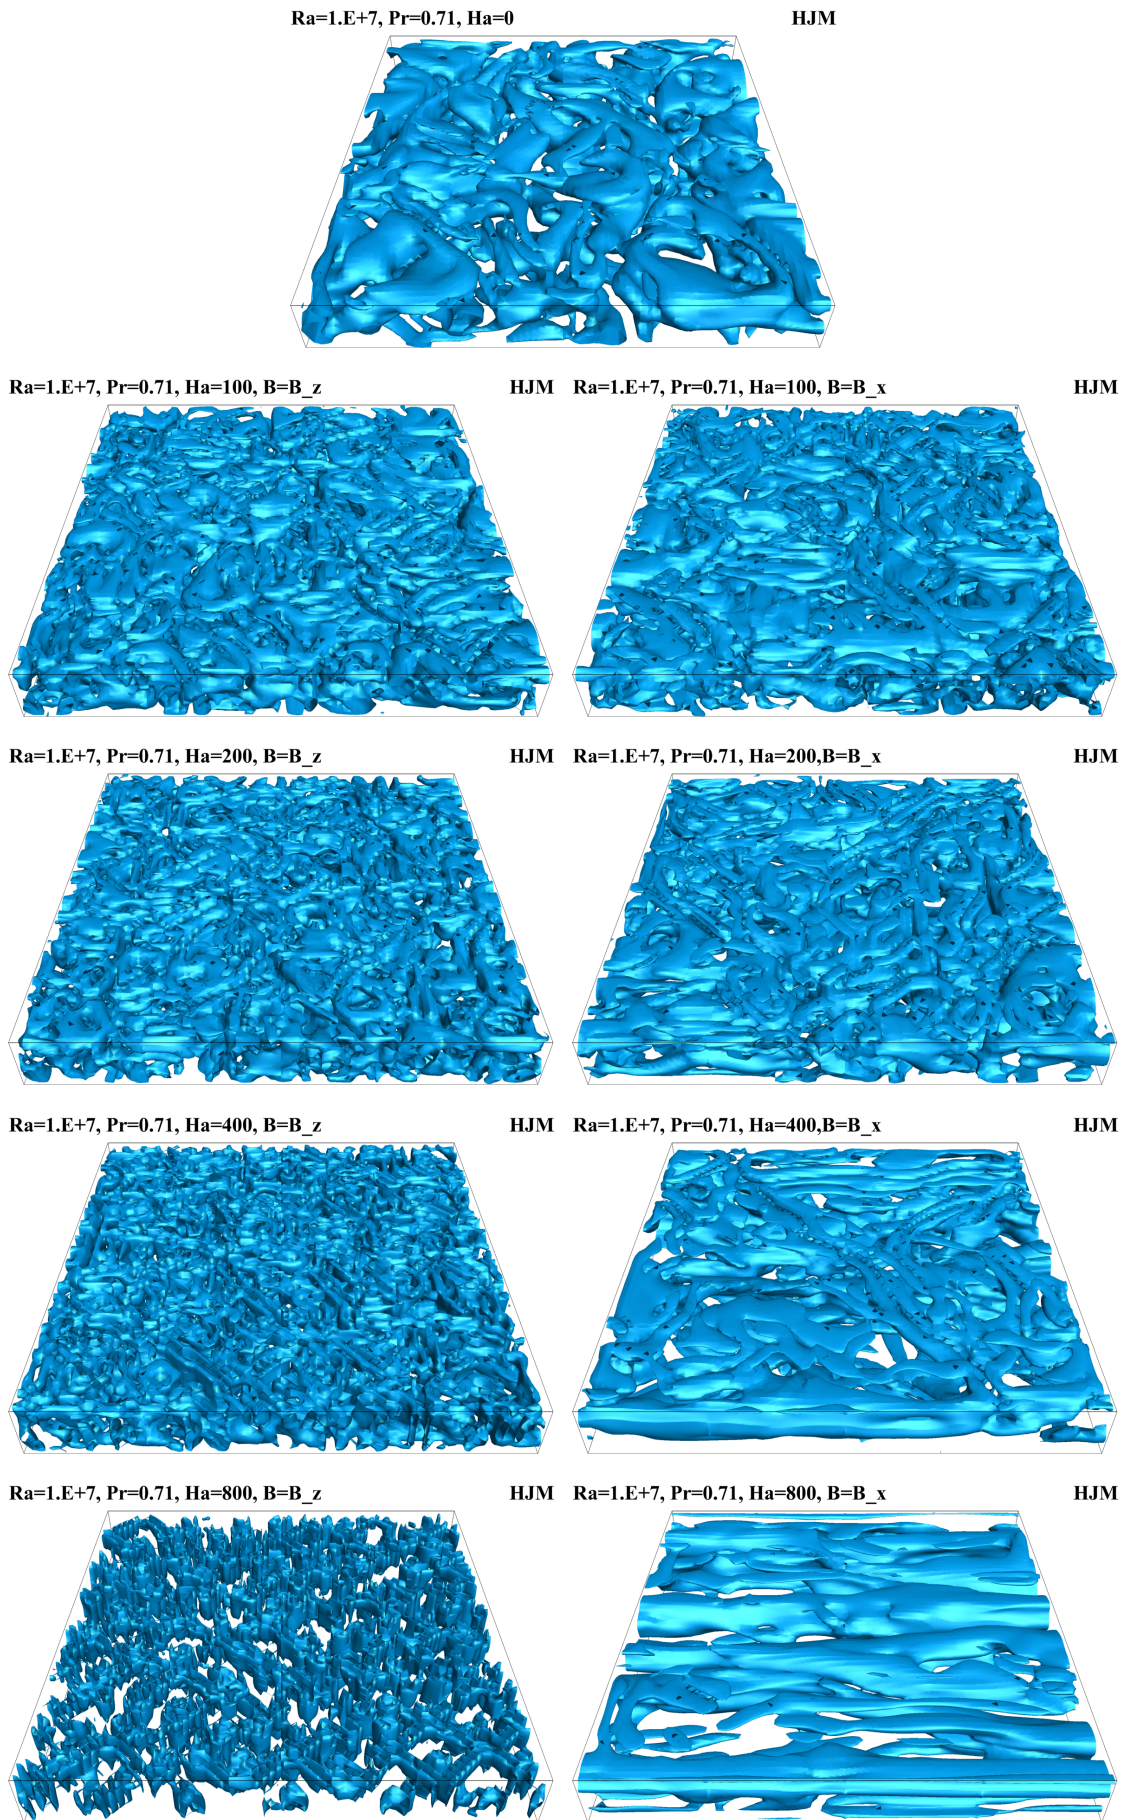 Ra=1.E+7, Pr=0.71, Ha=0 HJM
Ra=1.E+7, Pr=0.71, Ha=100, B=B_z HJM
Ra=1.E+7, Pr=0.71, Ha=100, B=B_x HJM
Ra=1.E+7, Pr=0.71, Ha=200, B=B_z HJM
Ra=1.E+7, Pr=0.71, Ha=200,B=B_x HJM
Ra=1.E+7, Pr=0.71, Ha=400, B=B_z HJM
Ra=1.E+7, Pr=0.71, Ha=400,B=B_x HJM
Ra=1.E+7, Pr=0.71, Ha=800, B=B_z HJM
Ra=1.E+7, Pr=0.71, Ha=800, B=B_x HJM